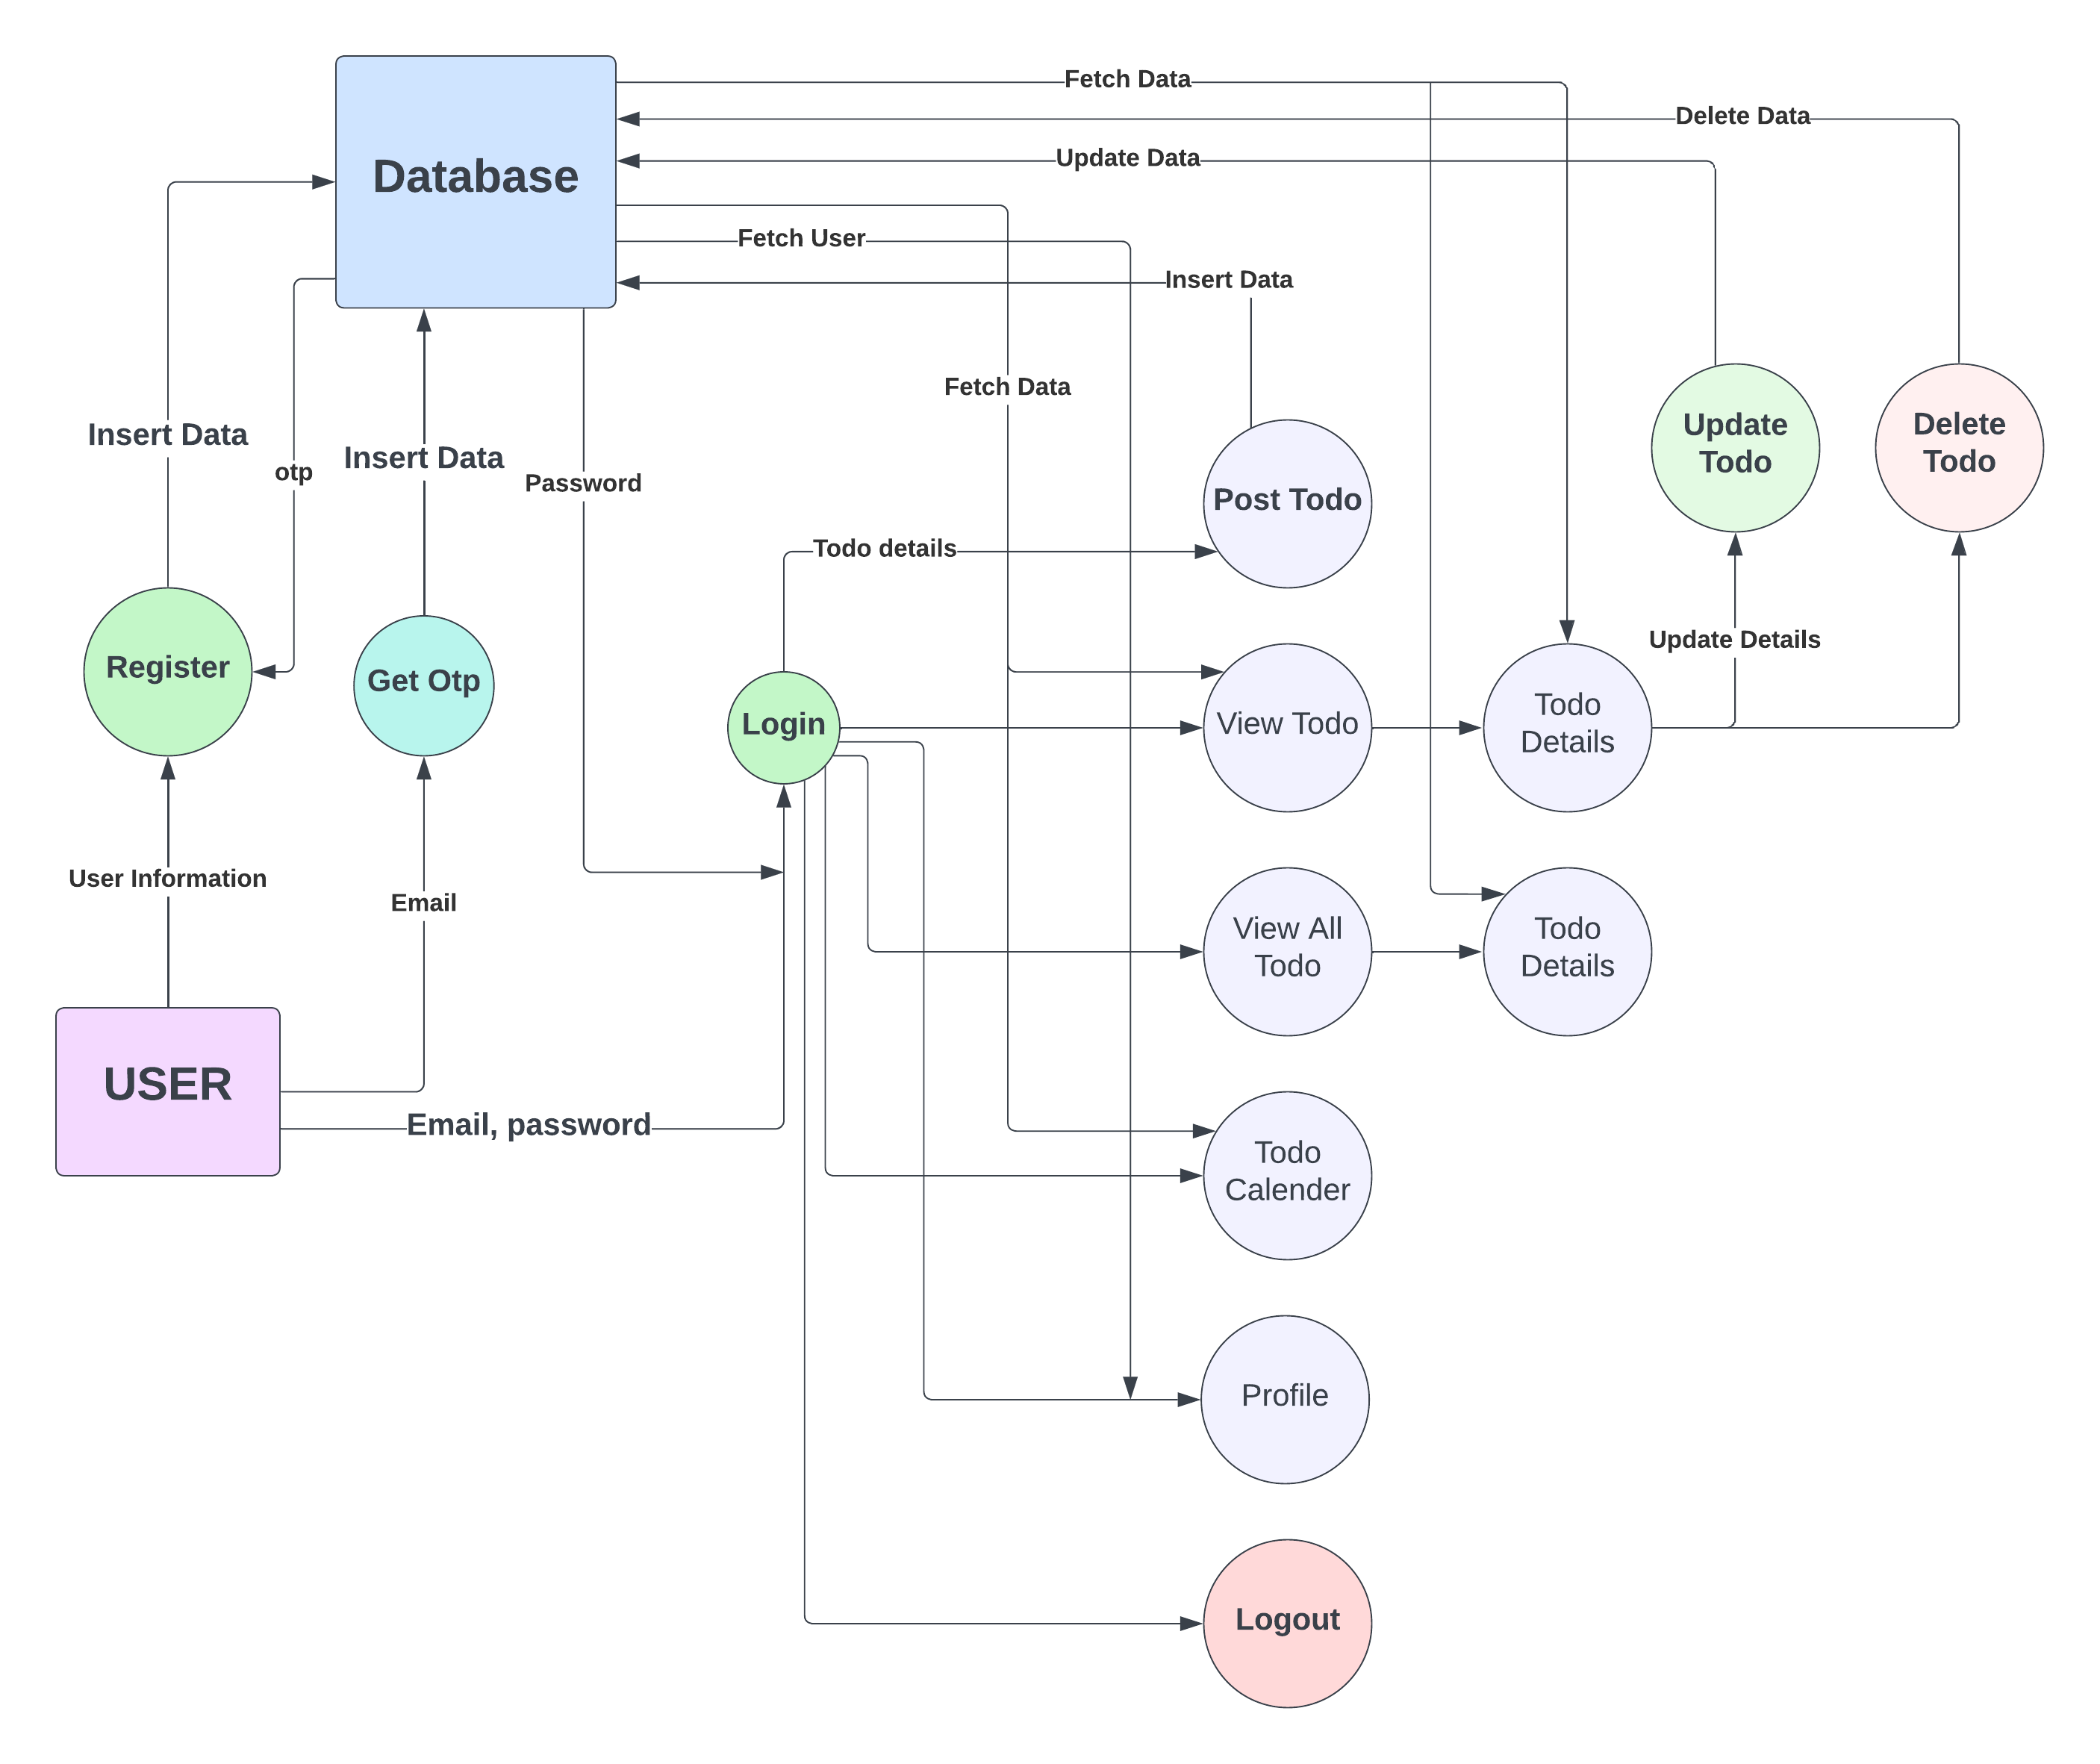 Fetch Data
Delete Data
Update Data
Database
Fetch User
Insert Data
Fetch Data
Insert Data
otp
Insert Data
Password
Post Todo
Update
Todo
Delete
Todo
Todo details
Update Details
Register
Get Otp
Login
View Todo
Todo
Details
User Information
Email
View All
Todo
Todo
Details
USER
Email, password
Todo
Calender
Profile
Logout